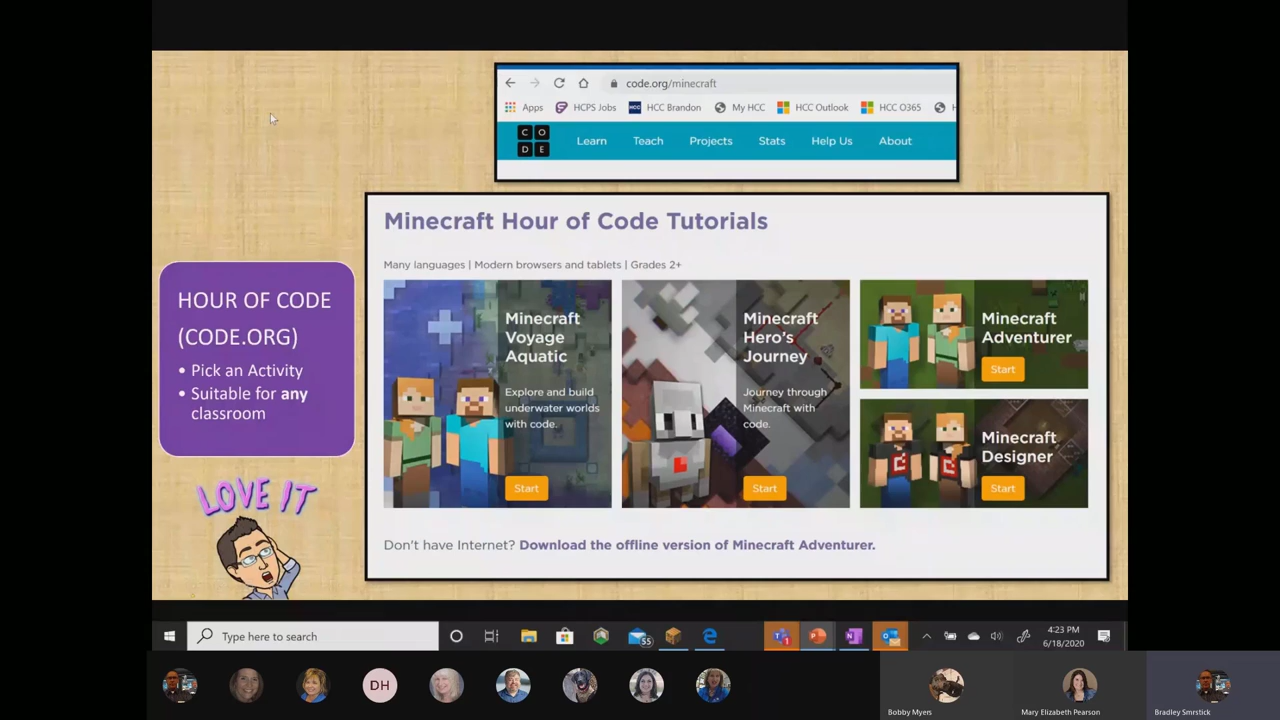 code.org/minecraft
Apps HCPS Jobs HCC HCC Brandon My HCC HCC Outlook HCC O365 H
C O
D E
Learn Teach Projects Stats Help Us About
Minecraft Hour of Code Tutorials
Many languages | Modern browsers and tablets | Grades 2+
HOUR OF CODE
(CODE.ORG)
• Pick an Activity
• Suitable for any
classroom
LOVE IT
Minecraft
Voyage
Aquatic
Explore and build
underwater worlds
with code.
Start
Minecraft
Hero's
Journey
Journey through
Minecraft with
code.
Start
Minecraft
Adventurer
Start
Minecraft
Designer
Start
Don't have Internet? Download the offline version of Minecraft Adventurer.
Type here to search
55
1
4:23 PM
6/18/2020
DH
Bobby Myers
Mary Elizabeth Pearson
Bradley Smrstick